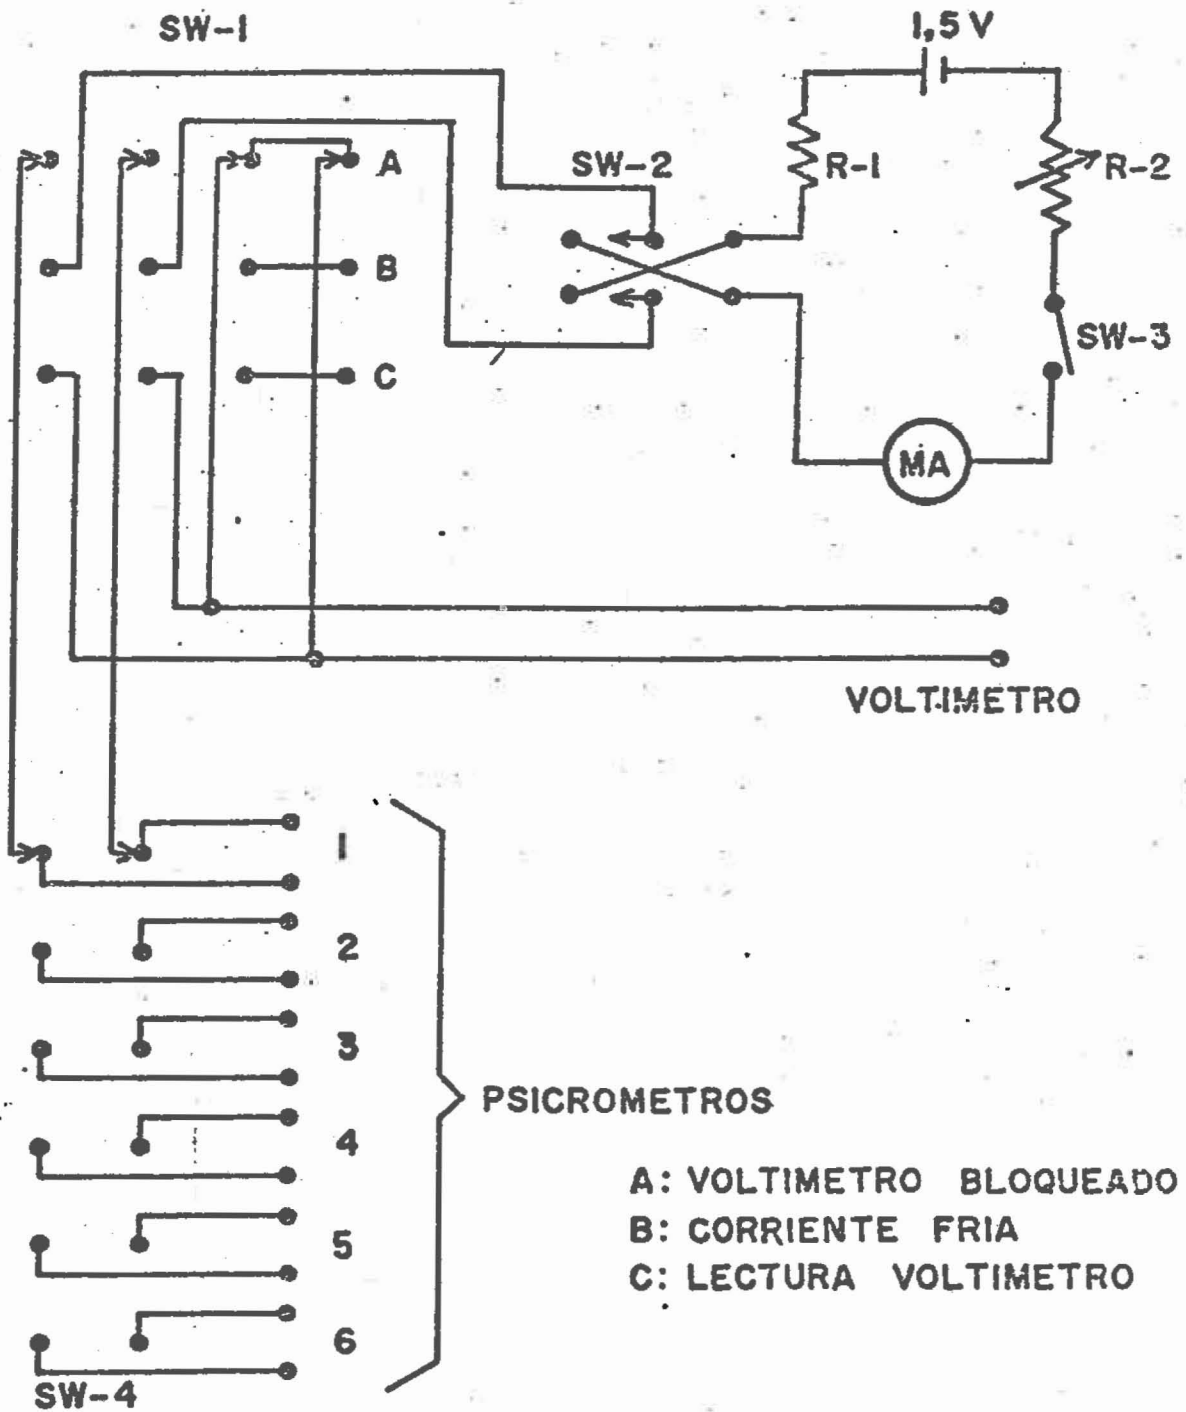 SW-1
1,5 V
A
SW-2
R-1
R-2
B
SW-3
C
MA
VOLTIMETRO
1
2
3
PSICROMETROS
4
A: VOLTIMETRO BLOQUEADO
B: CORRIENTE FRIA
5
C: LECTURA VOLTIMETRO
6
SW-4